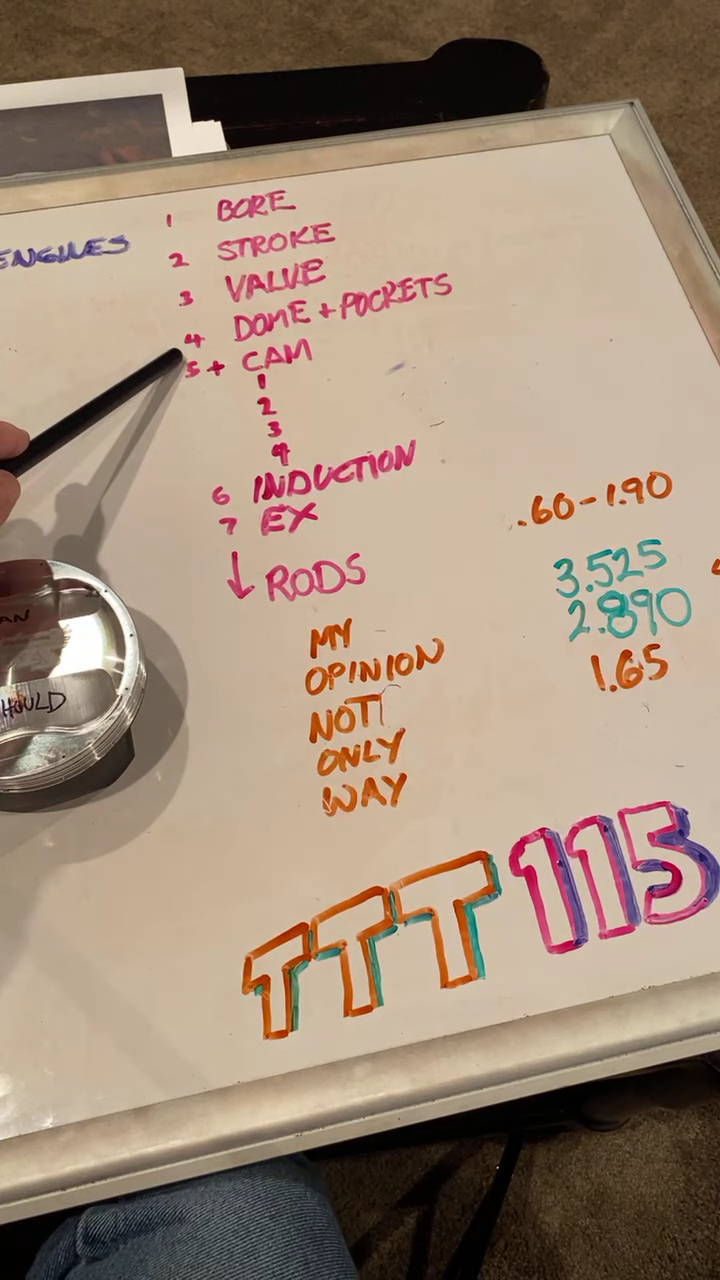 ENGINES
1 BORE
2 STROKE
3 VALVE
4 DOME + POCKETS
5 + CAM
1
2
3
4
6 INDUCTION
7 EX
↓ RODS
MY
OPINION
NOT
ONLY
WAY
.60-1.90
3.525
2.890
1.65
HOULD
TTT 115